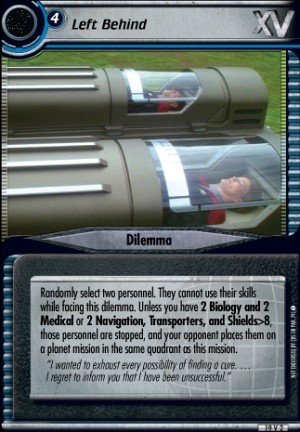 4
Left Behind
XV
Dilemma
Randomly select two personnel. They cannot use their skills
while facing this dilemma. Unless you have 2 Biology and 2
Medical or 2 Navigation, Transporters, and Shields>8,
those personnel are stopped, and your opponent places them on
a planet mission in the same quadrant as this mission.
"I wanted to exhaust every possibility of finding a cure. . . .
I regret to inform you that I have been unsuccessful."